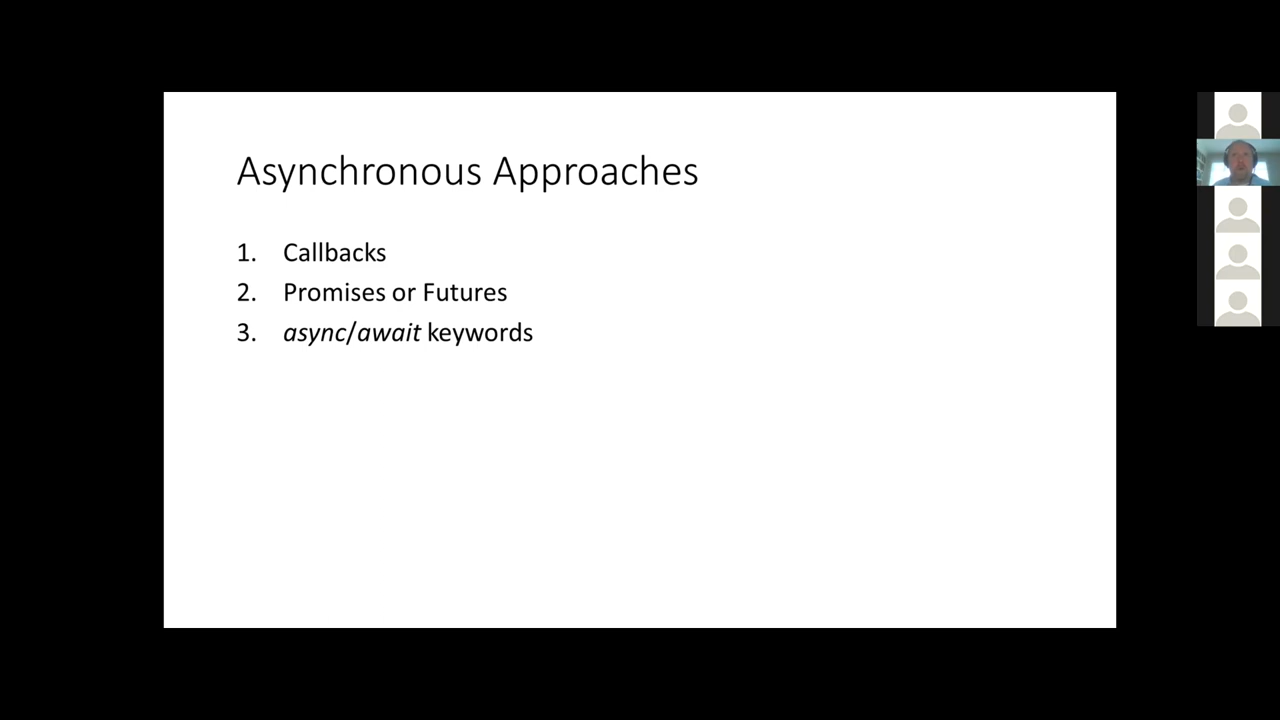 Asynchronous Approaches
1. Callbacks
2. Promises or Futures
3. async/await keywords